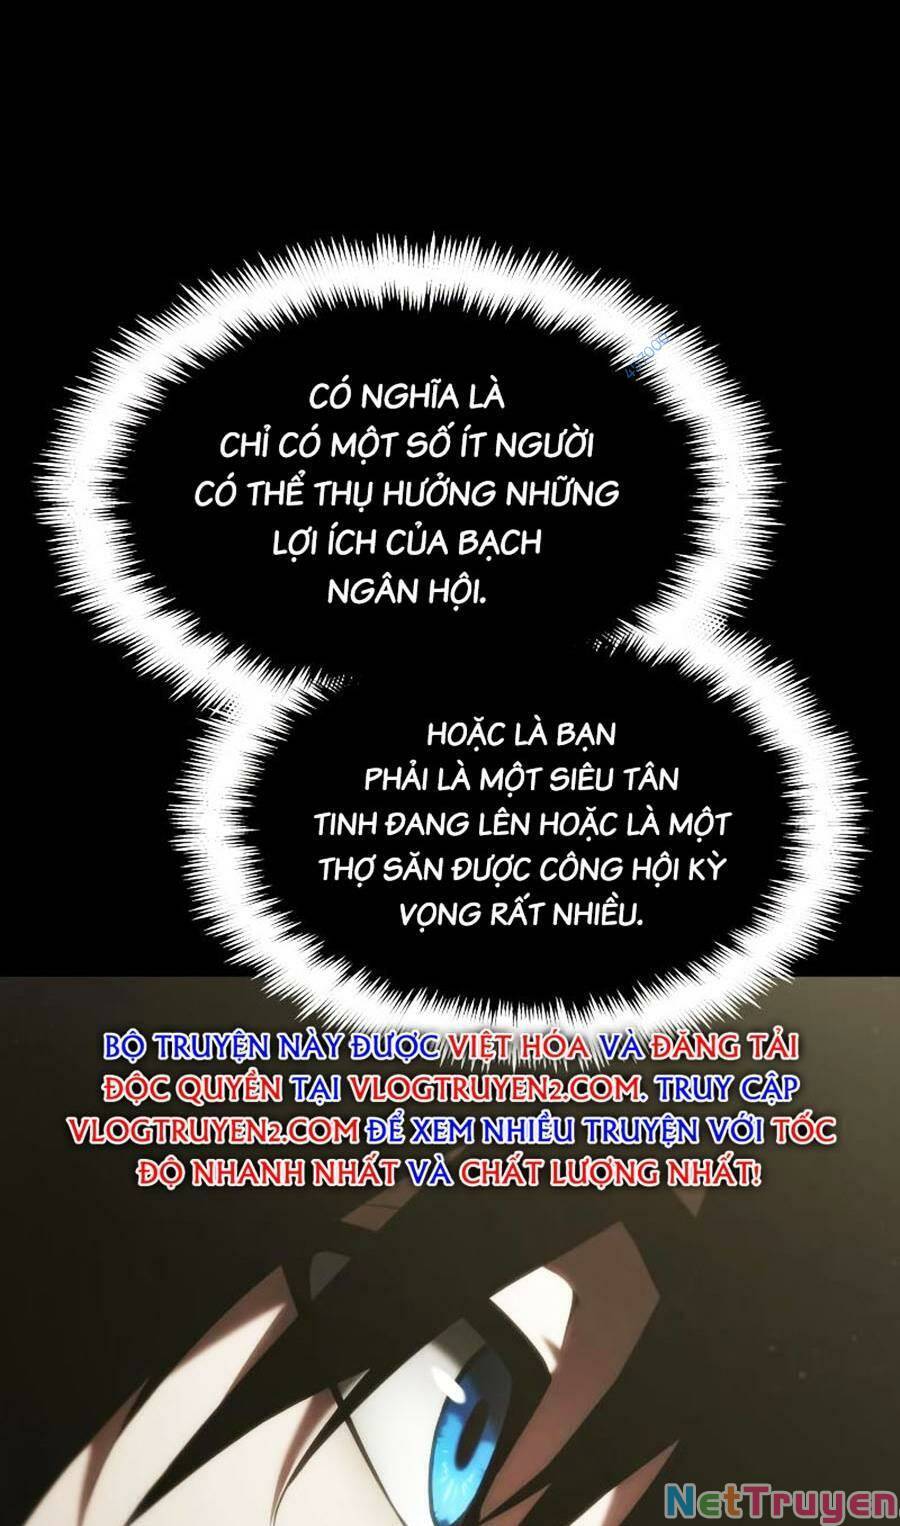 CÓ NGHĨA LÀ
CHỈ CÓ MỘT SỐ ÍT NGƯỜI
CÓ THỂ THỤ HƯỞNG NHỮNG
LỢI ÍCH CỦA BẠCH
NGÂN HỘI.
HOẶC LÀ BẠN
PHẢI LÀ MỘT SIÊU TÂN
TINH ĐANG LÊN HOẶC LÀ MỘT
THỢ SĂN ĐƯỢC CÔNG HỘI KỲ
VỌNG RẤT NHIỀU.
BỘ TRUYỆN NÀY ĐƯỢC VIỆT HÓA VÀ ĐĂNG TẢI
ĐỘC QUYỀN TẠI VLOGTRUYEN2.COM. TRUY CẬP
VLOGTRUYEN2.COM ĐỂ XEM NHIỀU TRUYỆN VỚI TỐC
ĐỘ NHANH NHẤT VÀ CHẤT LƯỢNG NHẤT!
NetTruyen